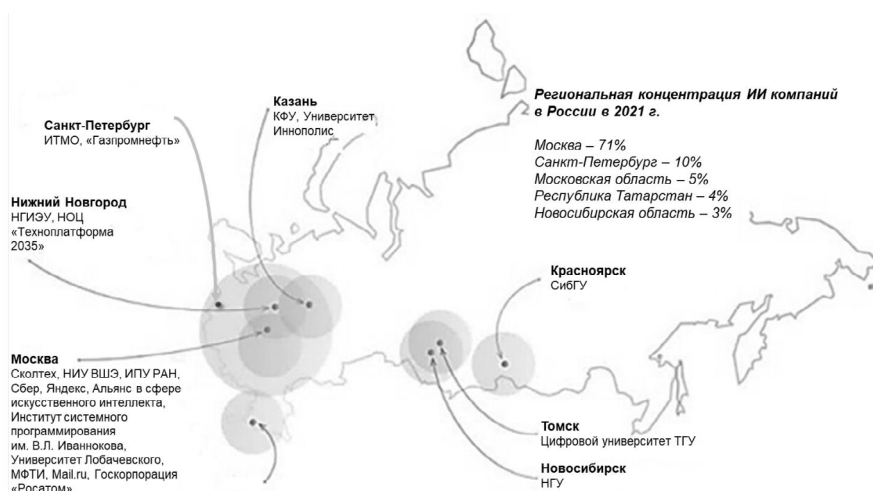 Казань
КФУ, Университет
Иннополис
Региональная концентрация ИИ компаний
в России в 2021 г.
Москва – 71%
Санкт-Петербург – 10%
Московская область – 5%
Республика Татарстан – 4%
Новосибирская область – 3%
Санкт-Петербург
ИТМО, «Газпромнефть»
Нижний Новгород
НГИЭУ, НОЦ
«Техноплатформа
2035»
Красноярск
СибГУ
Москва
Сколтех, НИУ ВШЭ, ИПУ РАН,
Сбер, Яндекс, Альянс в сфере
искусственного интеллекта,
Институт системного
программирования
им. В.Л. Иваннокова,
Университет Лобачевского,
МФТИ, Mail.ru, Госкорпорация
«Росатом»
Томск
Цифровой университет ТГУ
Новосибирск
НГУ